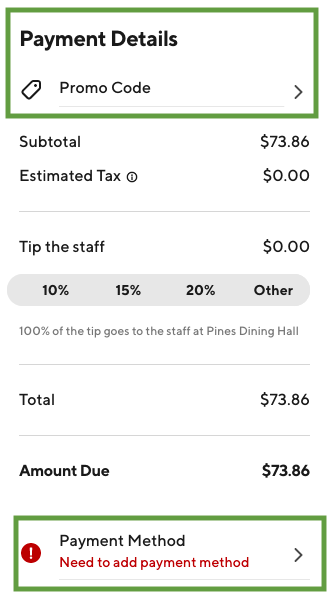 Payment Details
Promo Code
Subtotal $73.86
Estimated Tax $0.00
Tip the staff $0.00
10% 15% 20% Other
100% of the tip goes to the staff at Pines Dining Hall
Total $73.86
Amount Due $73.86
Payment Method
Need to add payment method